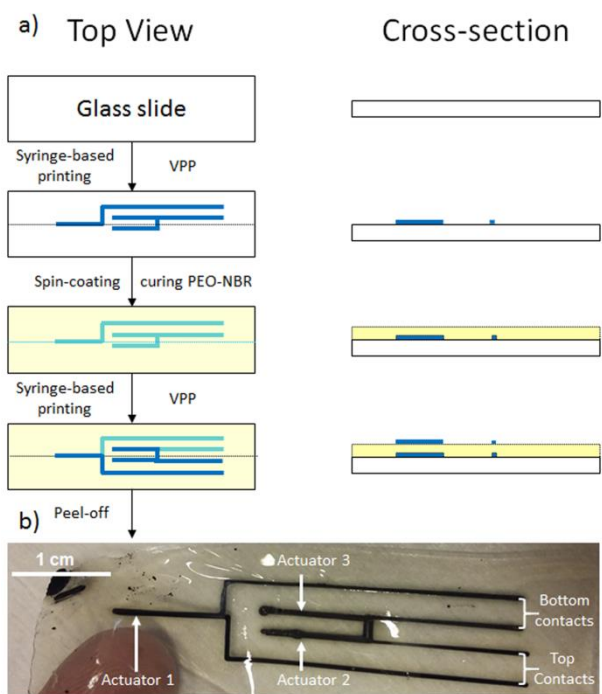 a) Top View Cross-section
Glass slide
Syringe-based
printing
VPP
Spin-coating
curing PEO-NBR
Syringe-based
printing
VPP
Peel-off
b)
1 cm
Actuator 3
Bottom
contacts
Actuator 1
Actuator 2
Top
Contacts